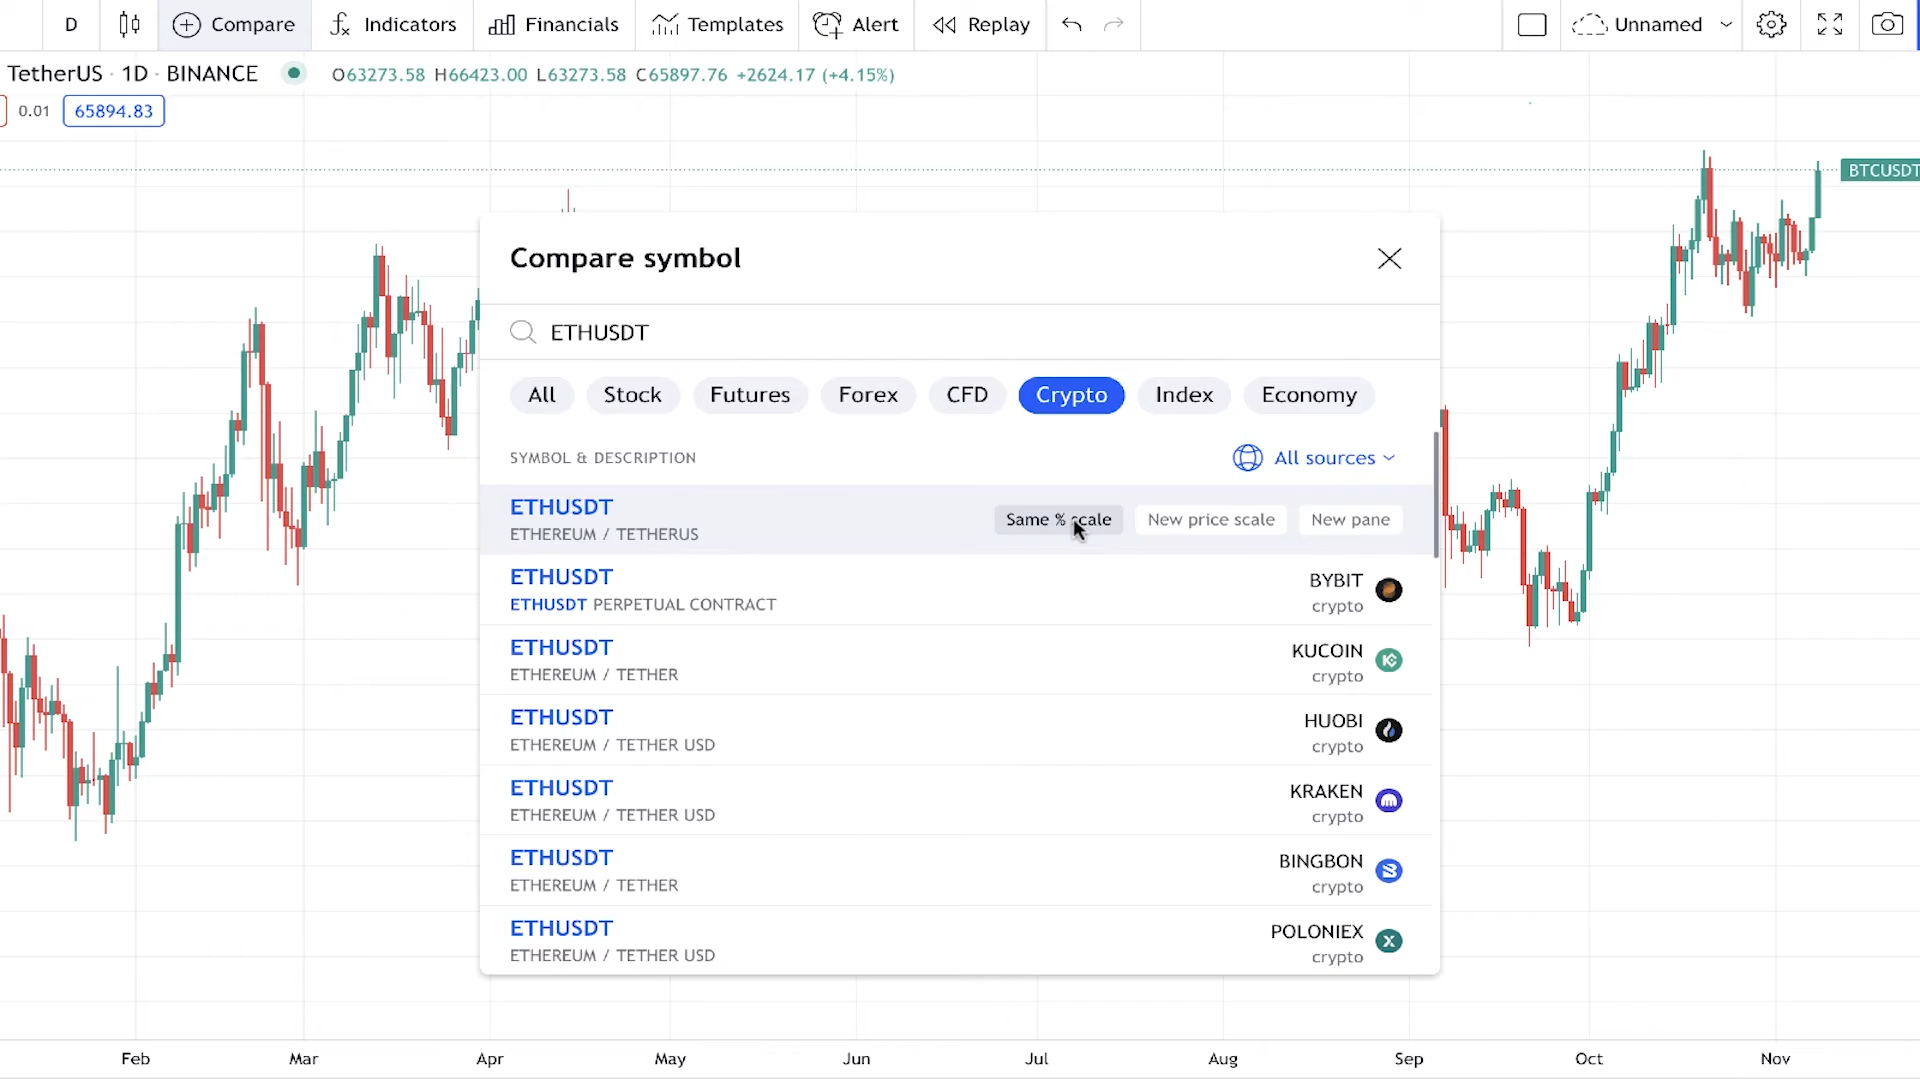 D Compare Indicators Financials Templates Alert Replay Unnamed
TetherUS · 1D · BINANCE O63273.58 H66423.00 L63273.58 C65897.76 +2624.17 (+4.15%)
0.01 65894.83
BTCUSDT
Compare symbol
ETHUSDT
All Stock Futures Forex CFD Crypto Index Economy
SYMBOL & DESCRIPTION All sources
ETHUSDT
ETHEREUM / TETHERUS
Same % scale New price scale New pane
ETHUSDT BYBIT
ETHUSDT PERPETUAL CONTRACT crypto
ETHUSDT KUCOIN
ETHEREUM / TETHER crypto
ETHUSDT HUOBI
ETHEREUM / TETHER USD crypto
ETHUSDT KRAKEN
ETHEREUM / TETHER USD crypto
ETHUSDT BINGBON
ETHEREUM / TETHER crypto
ETHUSDT POLONIEX
ETHEREUM / TETHER USD crypto
Feb Mar Apr May Jun Jul Aug Sep Oct Nov